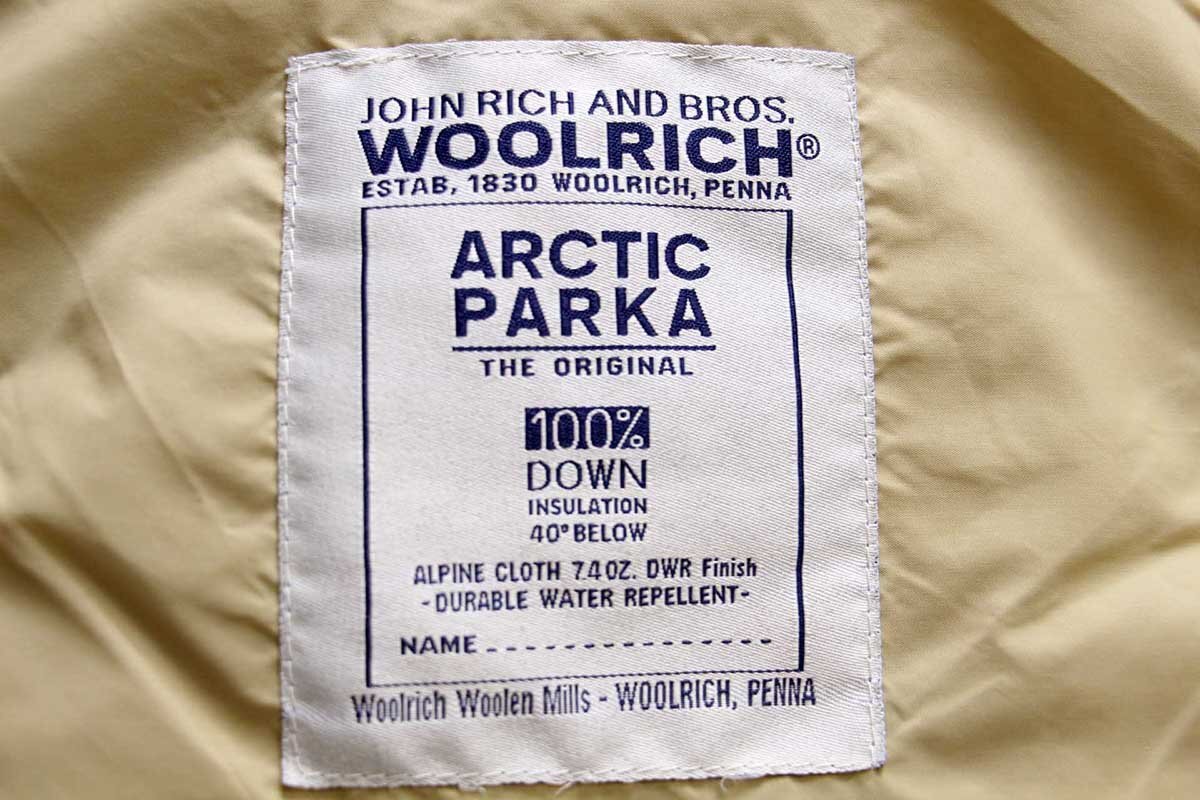 JOHN RICH AND BROS.
WOOLRICH®
ESTAB, 1830 WOOLRICH, PENNA
ARCTIC
PARKA
THE ORIGINAL
100%
DOWN
INSULATION
40° BELOW
ALPINE CLOTH 7.4 OZ. DWR Finish
-DURABLE WATER REPELLENT-
NAME ---------------
Woolrich Woolen Mills - WOOLRICH, PENNA